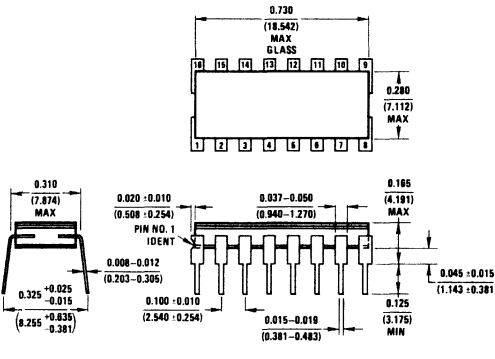 0.730
(18.542)
MAX
GLASS
16 15 14 13 12 11 10 9
0.280
(7.112)
MAX
1 2 3 4 5 6 7 8
0.310
(7.874)
MAX
0.020 ±0.010
(0.508 ±0.254)
PIN NO. 1
IDENT
0.037–0.050
(0.940–1.270)
0.165
(4.191)
MAX
0.008–0.012
(0.203–0.305)
0.325 +0.025
-0.015
(8.255 +0.635
-0.381)
0.100 ±0.010
(2.540 ±0.254)
0.015–0.019
(0.381–0.483)
0.125
(3.175)
MIN
0.045 ±0.015
(1.143 ±0.381